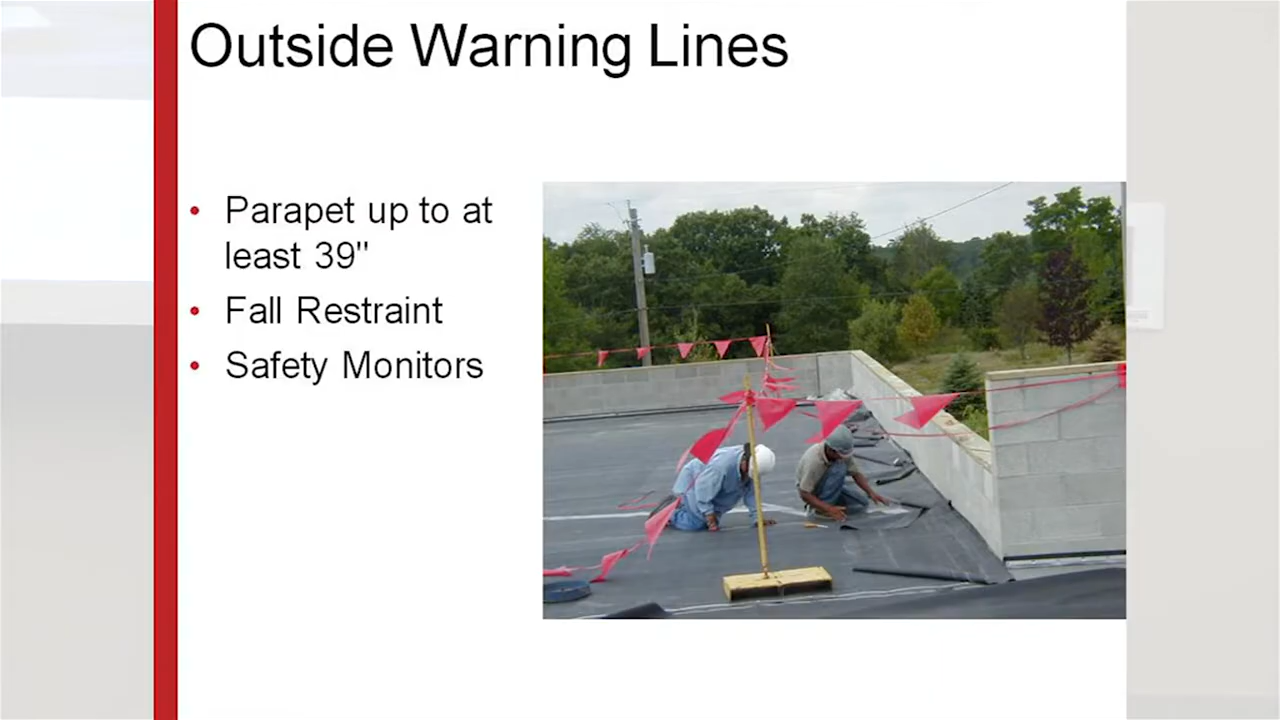 Outside Warning Lines
• Parapet up to at
least 39"
• Fall Restraint
• Safety Monitors